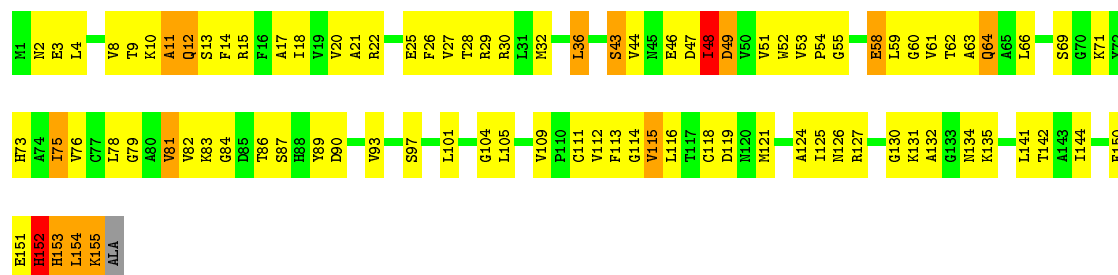 M1 N2 E3 L4 V8 T9 K10 A11 Q12 S13 F14 R15 F16 A17 I18 V19 V20 A21 R22 E25 F26 V27 T28 R29 R30 L31 M32 L36 S43 V44 N45 E46 D47 I48 D49 V50 V51 W52 V53 P54 G55 E58 L59 G60 V61 T62 A63 Q64 A65 L66 S69 G70 K71 Y72
H73 A74 I75 V76 C77 L78 G79 A80 V81 V82 K83 G84 D85 T86 S87 H88 Y89 D90 V93 S97 L101 G104 L105 V109 P110 C111 V112 F113 G114 V115 L116 T117 C118 D119 N120 M121 A124 I125 N126 R127 G130 K131 A132 G133 N134 K135 L141 T142 A143 I144 E150
E151 H152 H153 L154 K155 ALA